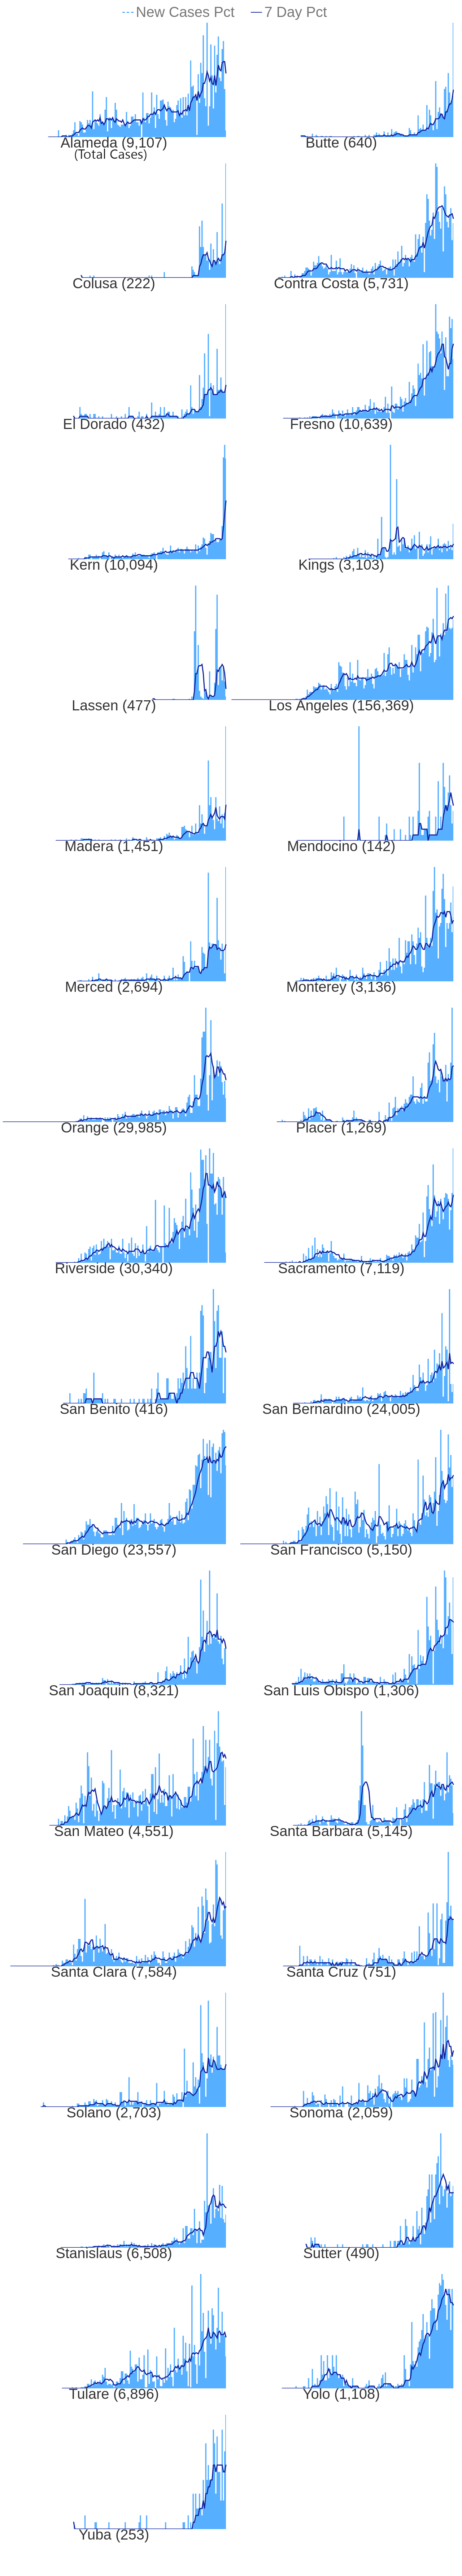 New Cases Pct 7 Day Pct
Alameda (9,107) Butte (640)
(Total Cases)
Colusa (222) Contra Costa (5,731)
El Dorado (432) Fresno (10,639)
Kern (10,094) Kings (3,103)
Lassen (477) Los Angeles (156,369)
Madera (1,451) Mendocino (142)
Merced (2,694) Monterey (3,136)
Orange (29,985) Placer (1,269)
Riverside (30,340) Sacramento (7,119)
San Benito (416) San Bernardino (24,005)
San Diego (23,557) San Francisco (5,150)
San Joaquin (8,321) San Luis Obispo (1,306)
San Mateo (4,551) Santa Barbara (5,145)
Santa Clara (7,584) Santa Cruz (751)
Solano (2,703) Sonoma (2,059)
Stanislaus (6,508) Sutter (490)
Tulare (6,896) Yolo (1,108)
Yuba (253)